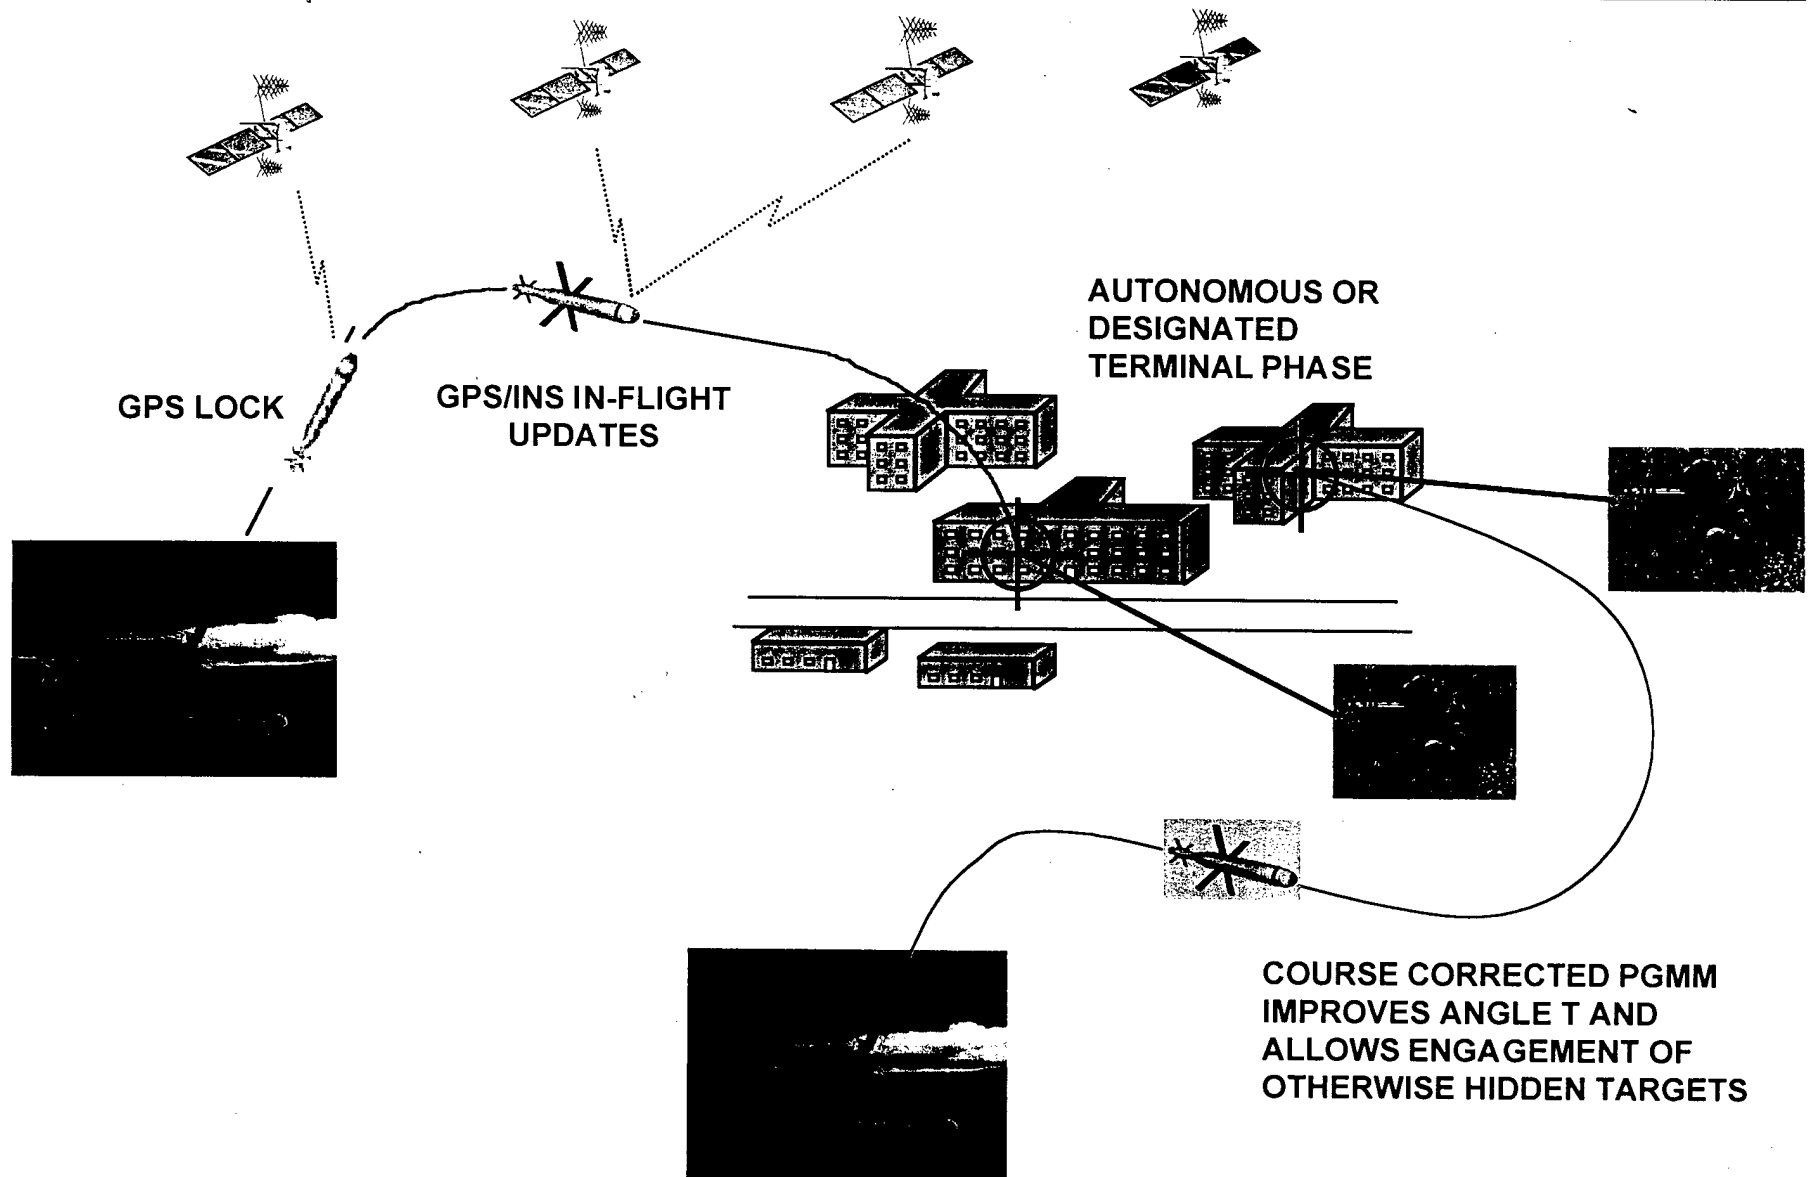 GPS LOCK
GPS/INS IN-FLIGHT
UPDATES
AUTONOMOUS OR
DESIGNATED
TERMINAL PHASE
COURSE CORRECTED PGMM
IMPROVES ANGLE T AND
ALLOWS ENGAGEMENT OF
OTHERWISE HIDDEN TARGETS